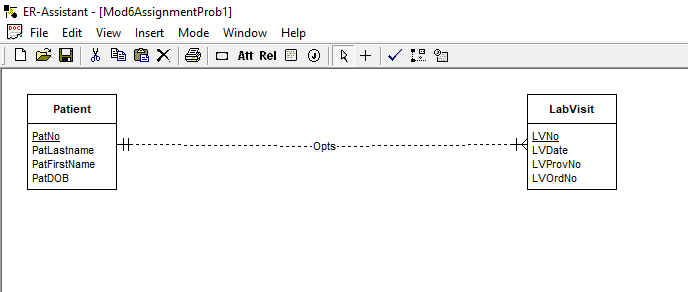 ER-Assistant - [Mod6AssignmentProb1]
DOC File Edit View Insert Mode Window Help
Att Rel J
Patient
PatNo
PatLastname
PatFirstName
PatDOB
Opts
LabVisit
LVNo
LVDate
LVProvNo
LVOrdNo